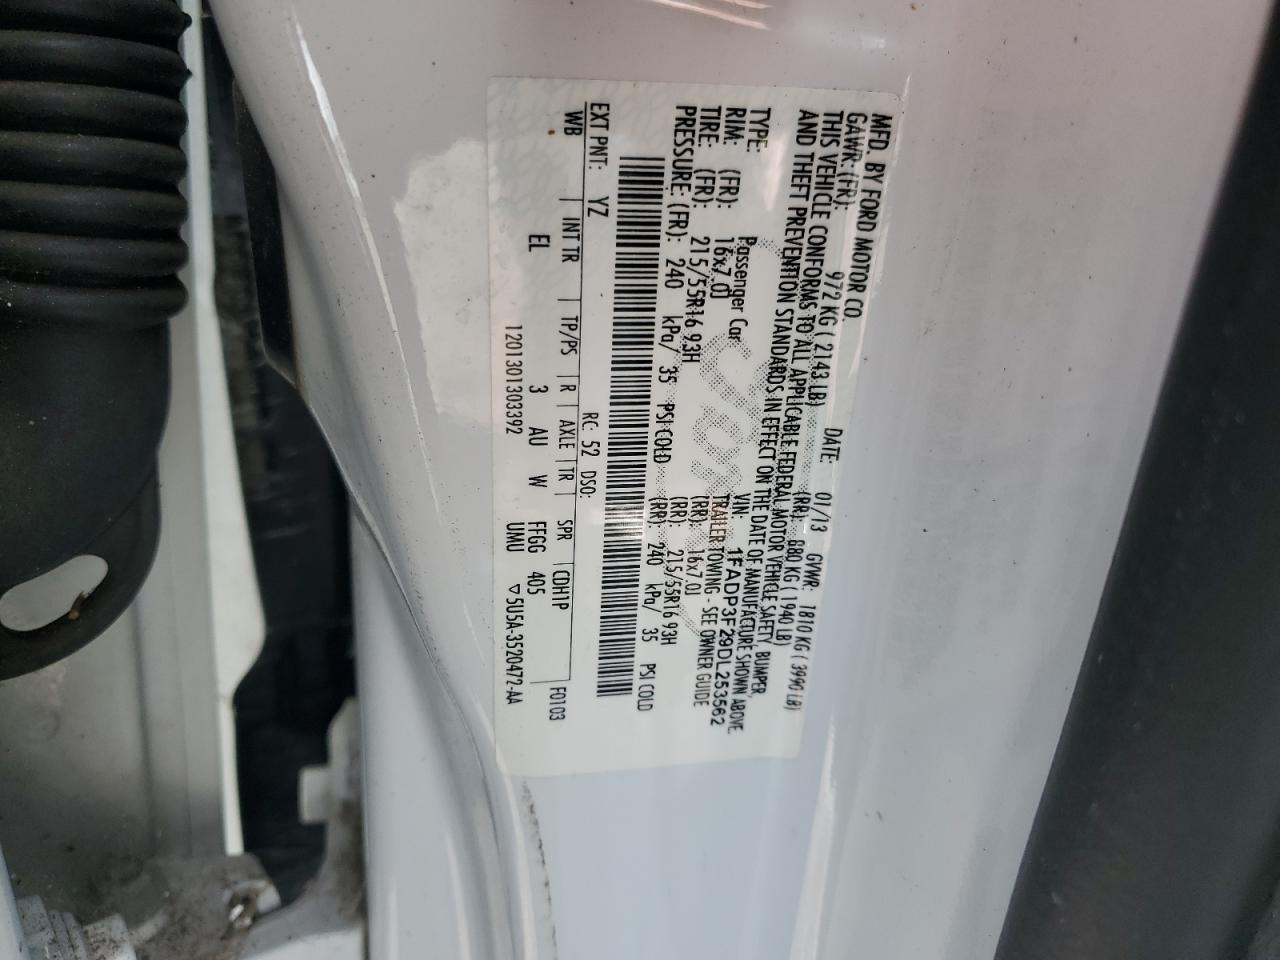 MFD. BY FORD MOTOR CO.
DATE: 01/13 GVWR: 1810 KG ( 3990 LB)
GAWR: (FR): 972 KG ( 2143 LB) (RR): 880 KG ( 1940 LB)
THIS VEHICLE CONFORMS TO ALL APPLICABLE FEDERAL MOTOR VEHICLE SAFETY, BUMPER,
AND THEFT PREVENTION STANDARDS IN EFFECT ON THE DATE OF MANUFACTURE SHOWN ABOVE.
VIN: 1FADP3F29DL253562
TYPE: Passenger Car TRAILER TOWING - SEE OWNER GUIDE
RIM: (FR): 16x7.0J (RR): 16x7.0J
TIRE: (FR): 215/55R16 93H (RR): 215/55R16 93H
PRESSURE: (FR): 240 kPa/ 35 PSI COLD (RR): 240 kPa/ 35 PSI COLD
EXT PNT: YZ RC: 52 DSO:
WB INT TR TP/PS R AXLE TR SPR CDH1P F0103
EL 3 AU W FFGG 405
1201301303392 UMU ▽ 5U5A-3520472-AA